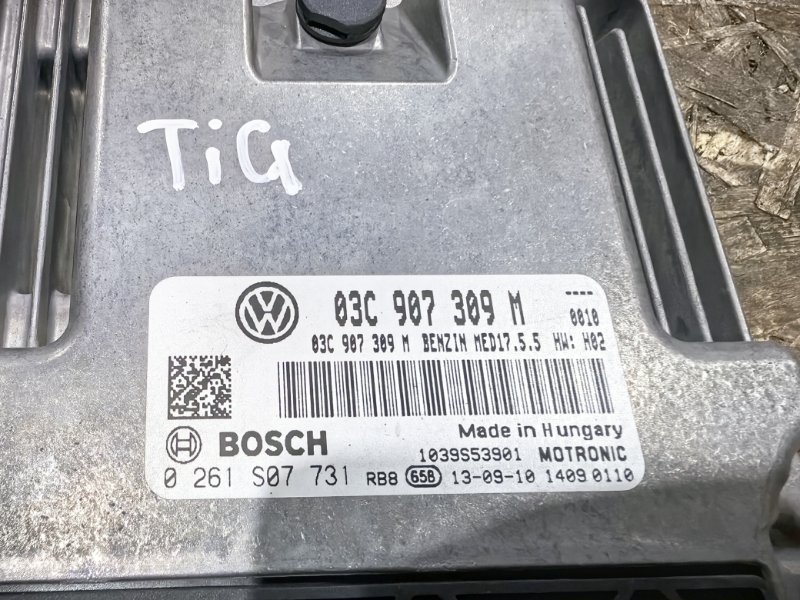 TiG
03C 907 309 M ----
0010
03C 907 309 M BENZIN MED17.5.5 HW: H02
BOSCH Made in Hungary
1039S53901 MOTRONIC
0 261 S07 731 RB8 658 13-09-10 1409 0110